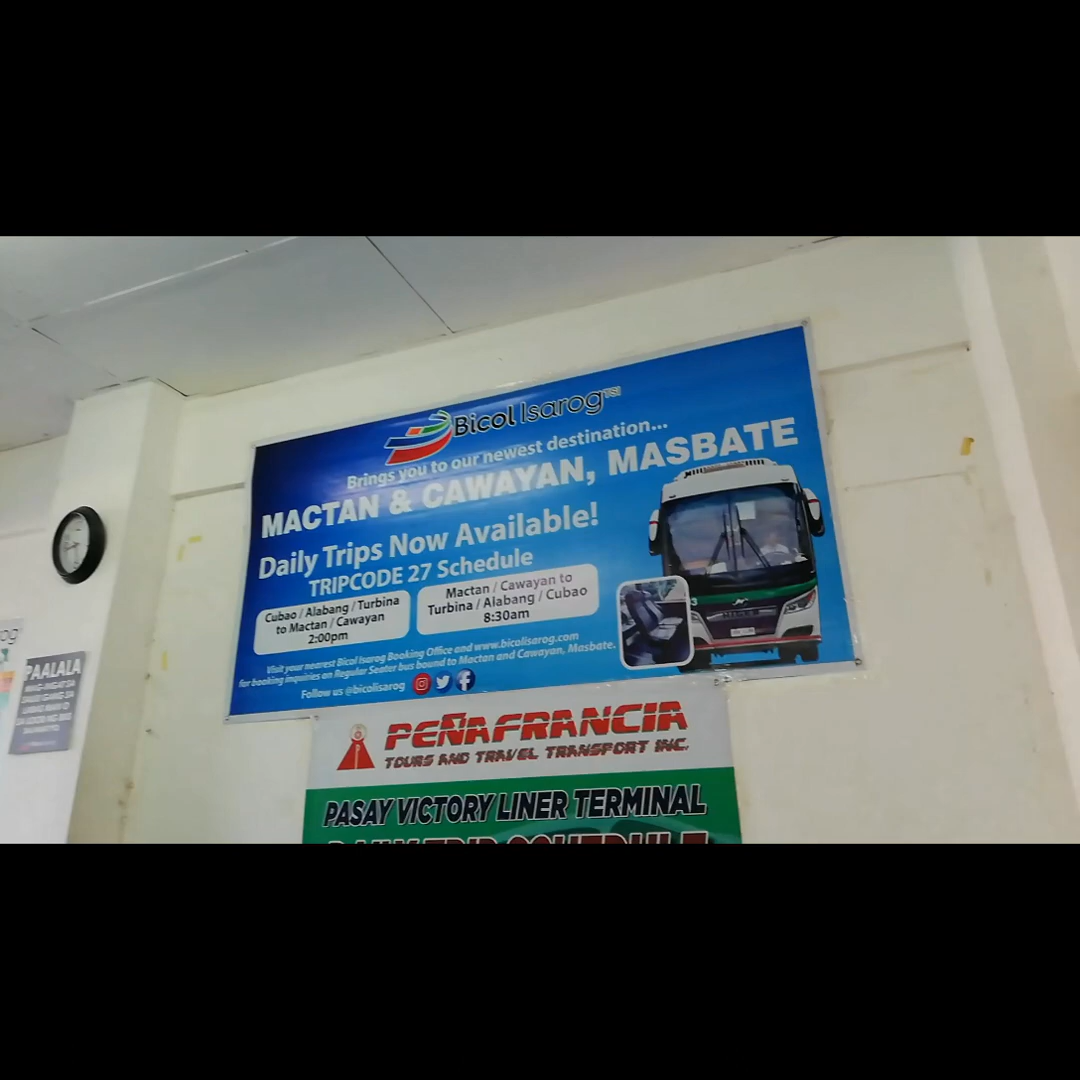 Bicol Isarog TSI
Brings you to our newest destination...
MACTAN & CAWAYAN, MASBATE
Daily Trips Now Available!
TRIPCODE 27 Schedule
Cubao / Alabang / Turbina
to Mactan / Cawayan
2:00pm
Mactan / Cawayan to
Turbina / Alabang / Cubao
8:30am
Visit your nearest Bicol Isarog Booking Office and www.bicolisarog.com
for booking inquiries on Regular Seater bus bound to Mactan and Cawayan, Masbate.
Follow us @bicolisarog
PEÑAFRANCIA
TOURS AND TRAVEL TRANSPORT INC.
PASAY VICTORY LINER TERMINAL
DAILY TRIP SCHEDULE
PAALALA